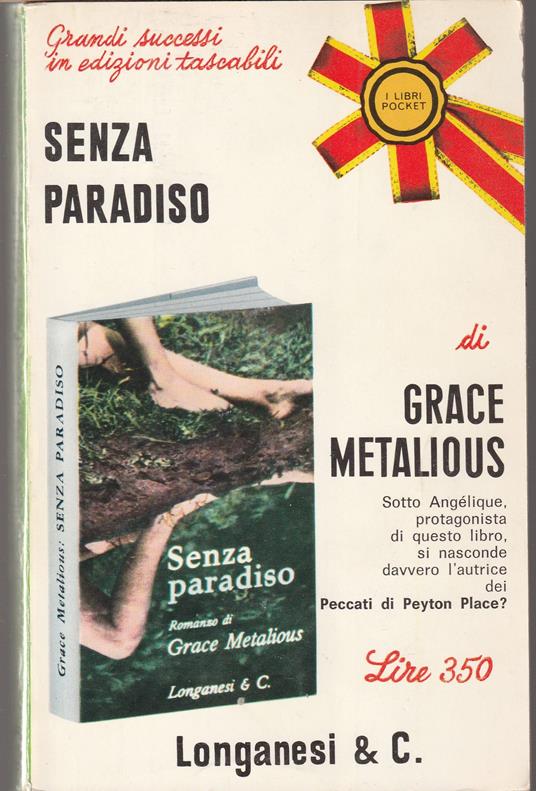 Grandi successi
in edizioni tascabili
I LIBRI
POCKET
SENZA
PARADISO
di
GRACE
METALIOUS
Sotto Angélique,
protagonista
di questo libro,
si nasconde
davvero l'autrice
dei
Peccati di Peyton Place?
Lire 350
Grace Metalious: SENZA PARADISO
Senza
paradiso
Romanzo di
Grace Metalious
Longanesi & C.
Longanesi & C.